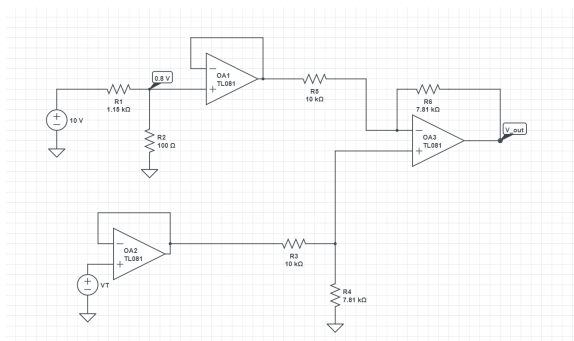 0.8 V
OA1
TL081
R1
1.15 kΩ
10 V
R2
100 Ω
R5
10 kΩ
R6
7.81 kΩ
OA3
TL081
V_out
OA2
TL081
VT
R3
10 kΩ
R4
7.81 kΩ